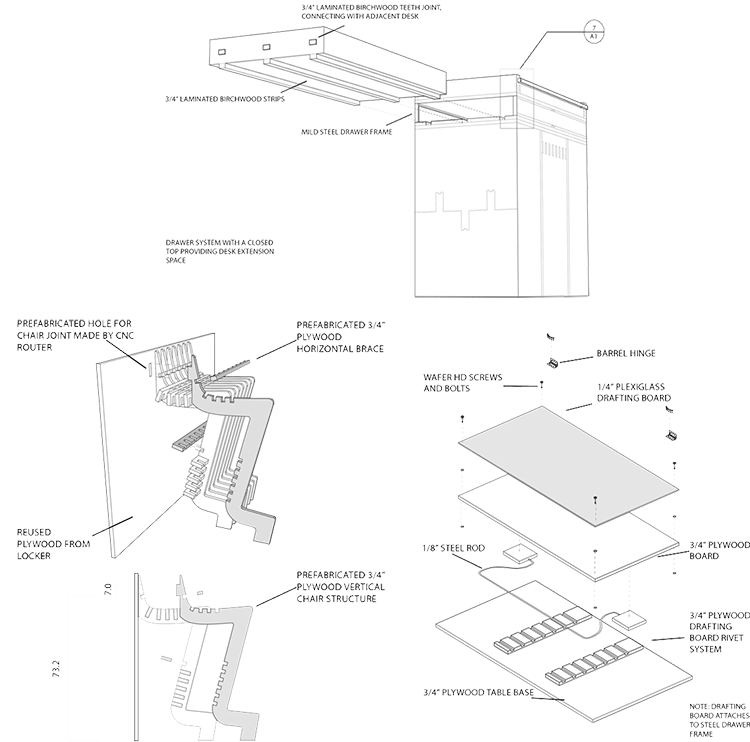 3/4" LAMINATED BIRCHWOOD TEETH JOINT,
CONNECTING WITH ADJACENT DESK
7
A3
3/4" LAMINATED BIRCHWOOD STRIPS
MILD STEEL DRAWER FRAME
DRAWER SYSTEM WITH A CLOSED
TOP PROVIDING DESK EXTENSION
SPACE
PREFABRICATED HOLE FOR
CHAIR JOINT MADE BY CNC
ROUTER
PREFABRICATED 3/4"
PLYWOOD
HORIZONTAL BRACE
REUSED
PLYWOOD FROM
LOCKER
BARREL HINGE
WAFER HD SCREWS
AND BOLTS
1/4" PLEXIGLASS
DRAFTING BOARD
3/4" PLYWOOD
BOARD
1/8" STEEL ROD
3/4" PLYWOOD
DRAFTING
BOARD RIVET
SYSTEM
3/4" PLYWOOD TABLE BASE
NOTE: DRAFTING
BOARD ATTACHES
TO STEEL DRAWER
FRAME
PREFABRICATED 3/4"
PLYWOOD VERTICAL
CHAIR STRUCTURE
7.0
73.2